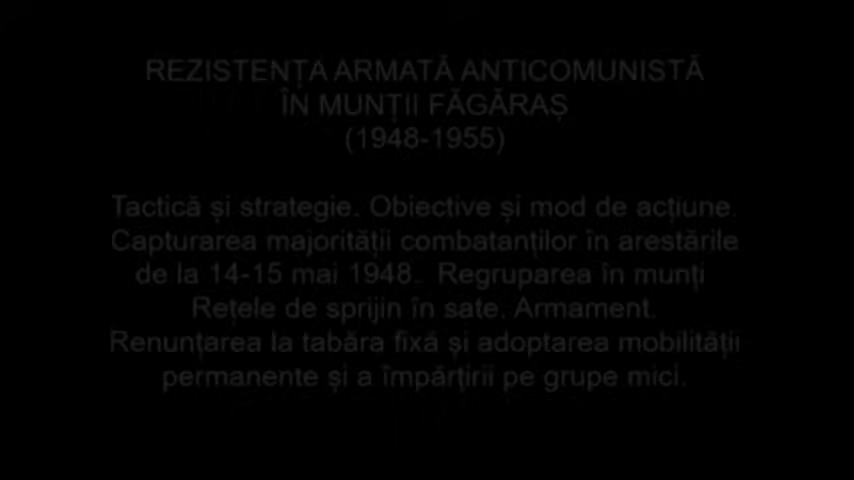 REZISTENȚA ARMATĂ ANTICOMUNISTĂ
ÎN MUNȚII FĂGĂRAȘ
(1948-1955)
Tactică și strategie. Obiective și mod de acțiune.
Capturarea majorității combatanților în arestările
de la 14-15 mai 1948. Regruparea în munți
Rețele de sprijin în sate. Armament.
Renunțarea la tabăra fixă și adoptarea mobilității
permanente și a împărțirii pe grupe mici.